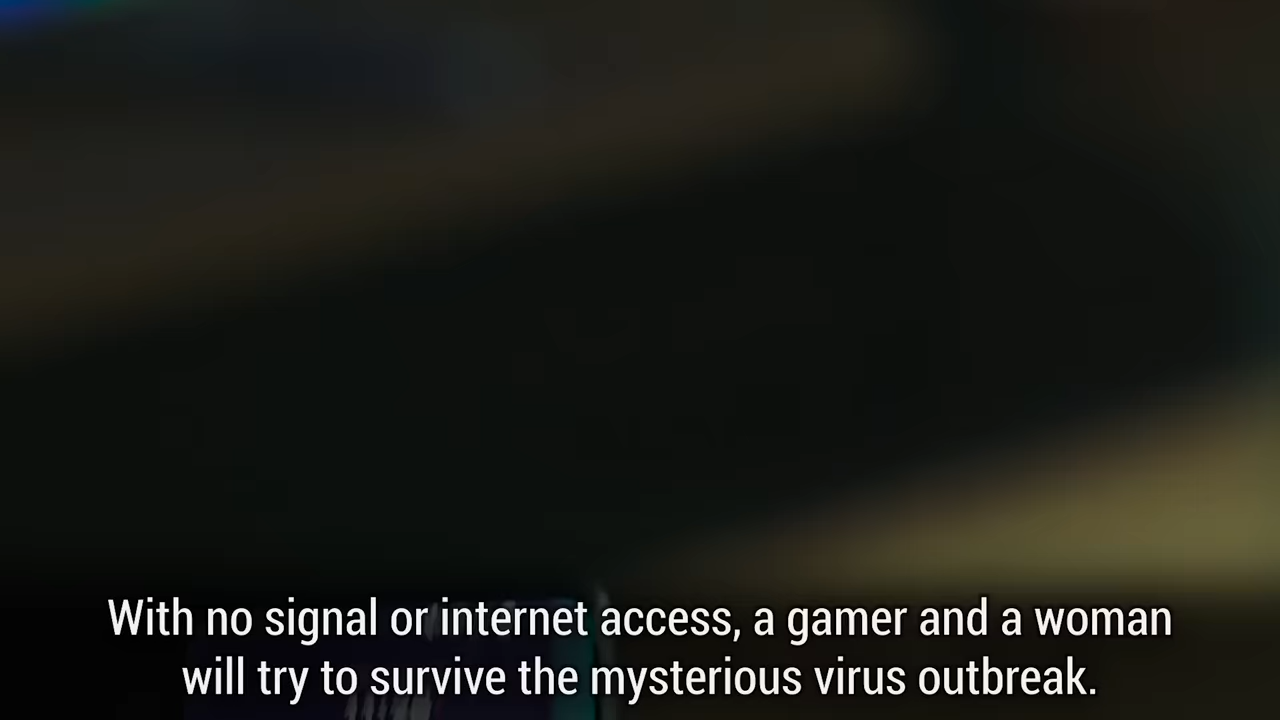 With no signal or internet access, a gamer and a woman
will try to survive the mysterious virus outbreak.